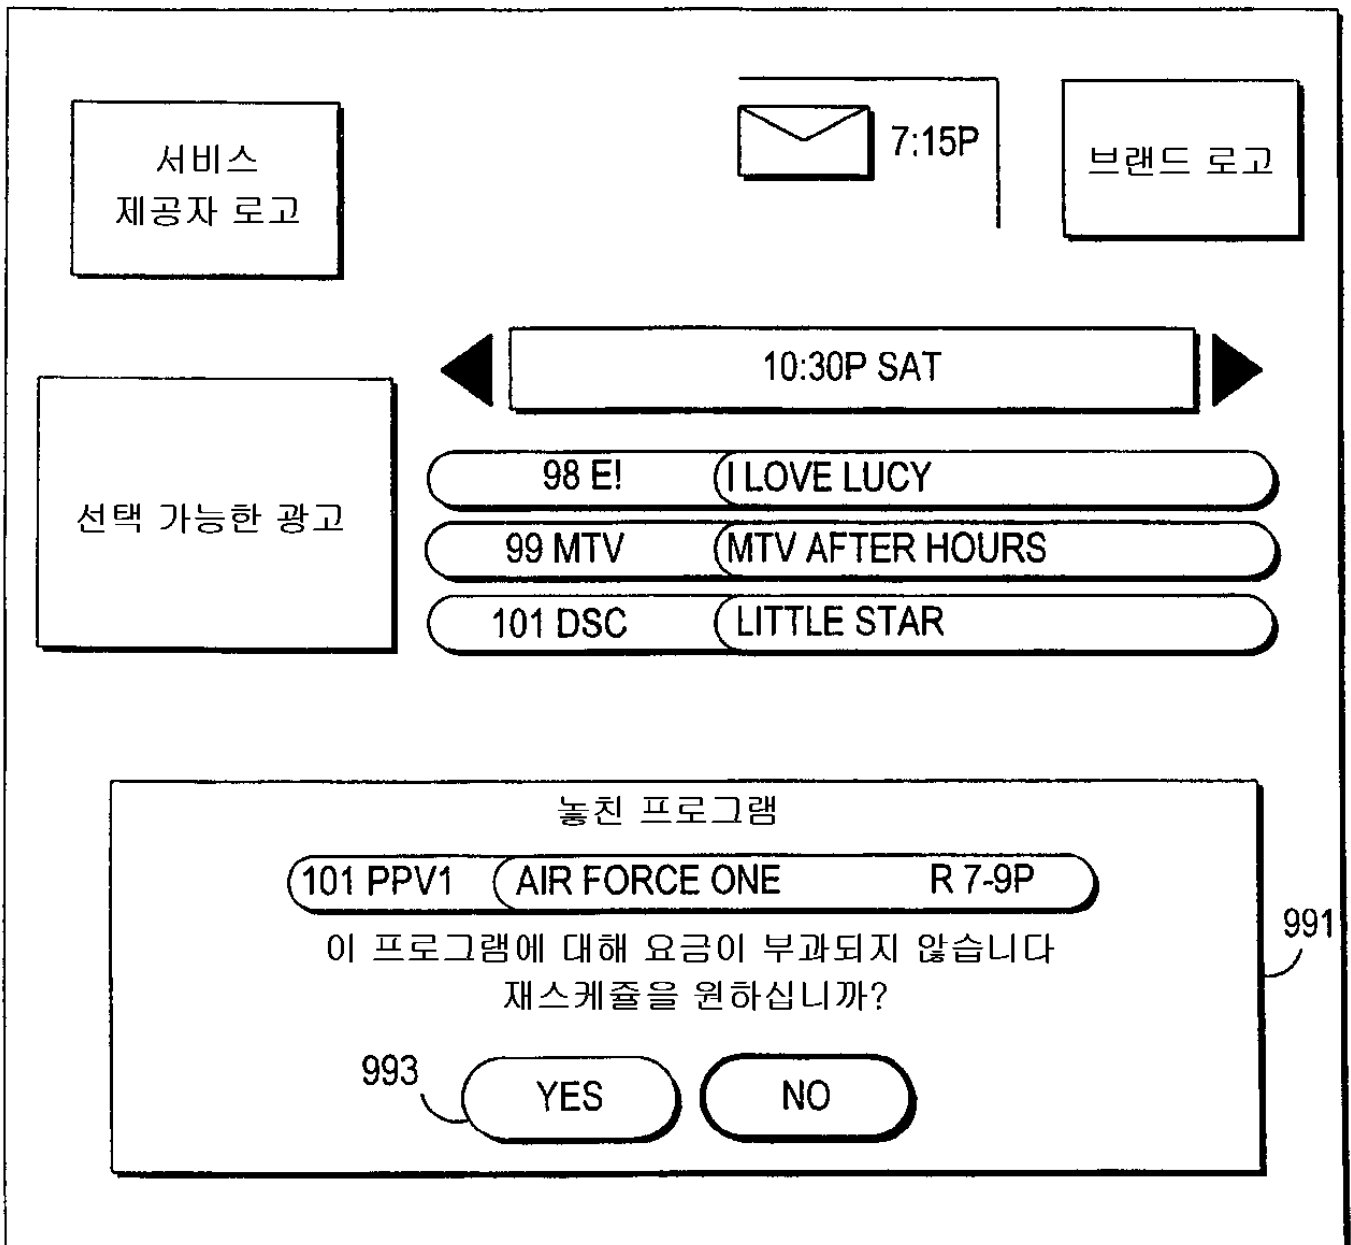 서비스
제공자 로고
7:15P
브랜드 로고
10:30P SAT
선택 가능한 광고
98 E! I LOVE LUCY
99 MTV MTV AFTER HOURS
101 DSC LITTLE STAR
놓친 프로그램
101 PPV1 AIR FORCE ONE R 7-9P
이 프로그램에 대해 요금이 부과되지 않습니다
재스케쥴을 원하십니까?
991
993
YES NO